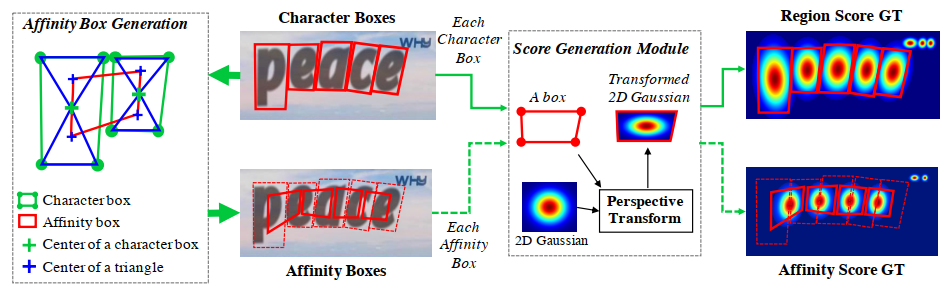 Affinity Box Generation
Character box
Affinity box
Center of a character box
Center of a triangle
Character Boxes
peace
WHY
peace
WHY
Affinity Boxes
Each
Character
Box
Each
Affinity
Box
Score Generation Module
A box
Transformed
2D Gaussian
2D Gaussian
Perspective
Transform
Region Score GT
Affinity Score GT